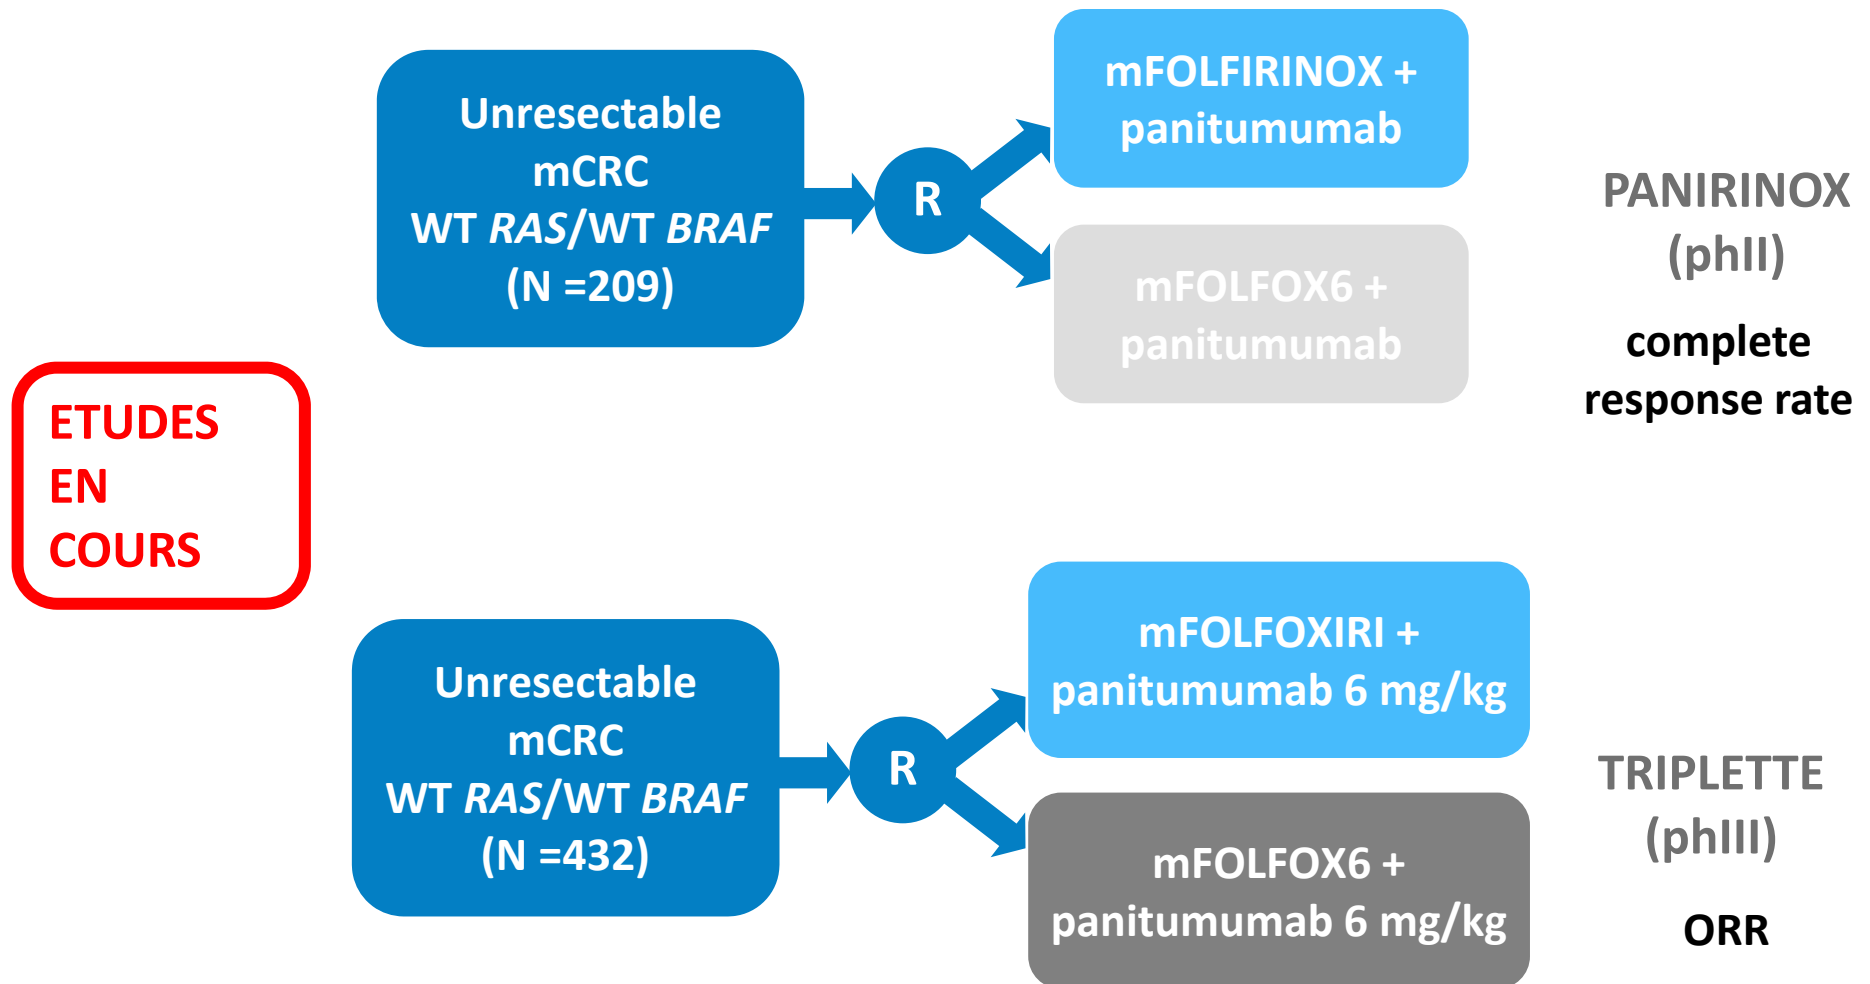 ETUDES
EN
COURS
Unresectable
mCRC
WT RAS/WT BRAF
(N =209)
R
mFOLFIRINOX +
panitumumab
mFOLFOX6 +
panitumumab
PANIRINOX
(phII)
complete
response rate
Unresectable
mCRC
WT RAS/WT BRAF
(N =432)
R
mFOLFOXIRI +
panitumumab 6 mg/kg
mFOLFOX6 +
panitumumab 6 mg/kg
TRIPLETTE
(phIII)
ORR